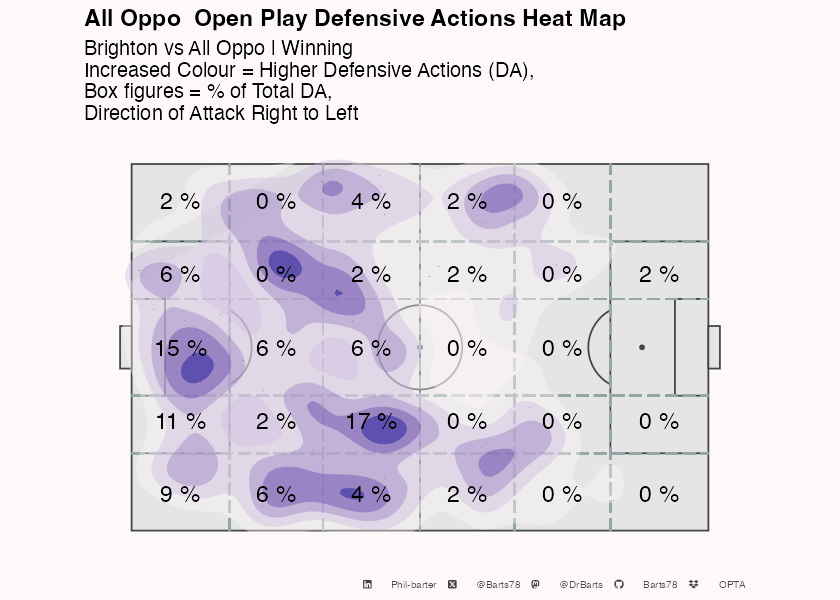 All Oppo  Open Play Defensive Actions Heat Map
Brighton vs All Oppo | Winning
Increased Colour = Higher Defensive Actions (DA),
Box figures = % of Total DA,
Direction of Attack Right to Left
2 % 0 % 4 % 2 % 0 %
6 % 0 % 2 % 2 % 0 % 2 %
15 % 6 % 6 % 0 % 0 %
11 % 2 % 17 % 0 % 0 % 0 %
9 % 6 % 4 % 2 % 0 % 0 %
Phil-barter @Barts78 @DrBarts Barts78 OPTA